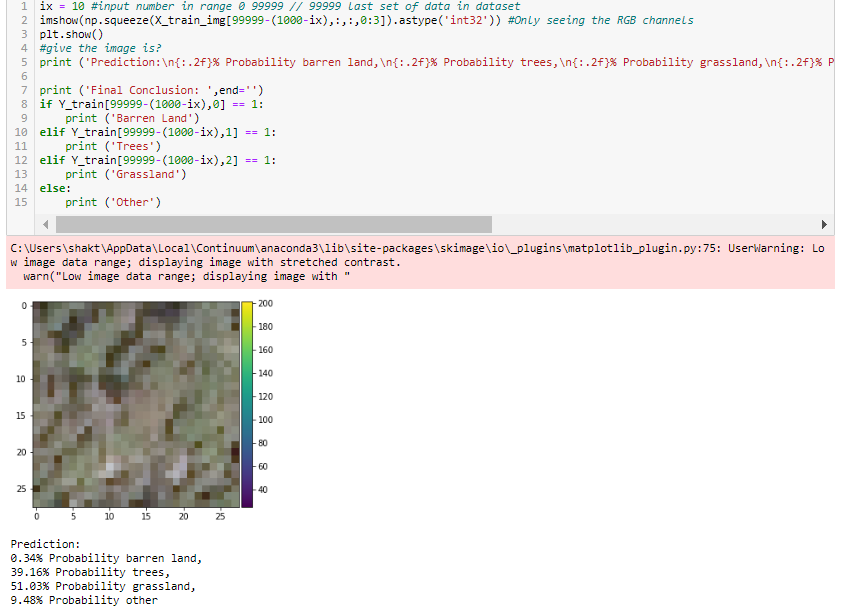 1 ix = 10 #input number in range 0 99999 // 99999 last set of data in dataset
2 imshow(np.squeeze(X_train_img[99999-(1000-ix),:,:,0:3]).astype('int32')) #Only seeing the RGB channels
3 plt.show()
4 #give the image is?
5 print ('Prediction:\n{:.2f}% Probability barren land,\n{:.2f}% Probability trees,\n{:.2f}% Probability grassland,\n{:.2f}% P
6
7 print ('Final Conclusion: ',end='')
8 if Y_train[99999-(1000-ix),0] == 1:
9 print ('Barren Land')
10 elif Y_train[99999-(1000-ix),1] == 1:
11 print ('Trees')
12 elif Y_train[99999-(1000-ix),2] == 1:
13 print ('Grassland')
14 else:
15 print ('Other')
C:\Users\shakt\AppData\Local\Continuum\anaconda3\lib\site-packages\skimage\io\_plugins\matplotlib_plugin.py:75: UserWarning: Lo
w image data range; displaying image with stretched contrast.
warn("Low image data range; displaying image with "
0
5
10
15
20
25
0 5 10 15 20 25
200
180
160
140
120
100
80
60
40
Prediction:
0.34% Probability barren land,
39.16% Probability trees,
51.03% Probability grassland,
9.48% Probability other